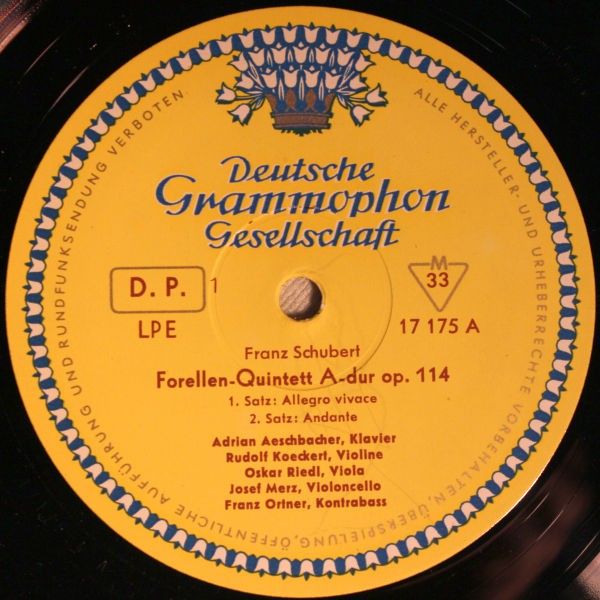 Deutsche
Grammophon
Gesellschaft
D. P. 1
LPE
M
33
17 175 A
Franz Schubert
Forellen-Quintett A-dur op. 114
1. Satz: Allegro vivace
2. Satz: Andante
Adrian Aeschbacher, Klavier
Rudolf Koeckert, Violine
Oskar Riedl, Viola
Josef Merz, Violoncello
Franz Ortner, Kontrabass
ALLE HERSTELLER- UND URHEBERRECHTE VORBEHALTEN, ÜBERSPIELUNG, ÖFFENTLICHE AUFFÜHRUNG UND RUNDFUNKSENDUNG VERBOTEN